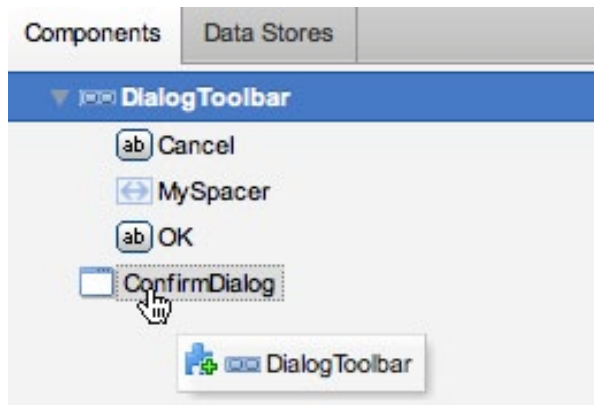 Components Data Stores
DialogToolbar
ab Cancel
MySpacer
ab OK
ConfirmDialog
DialogToolbar